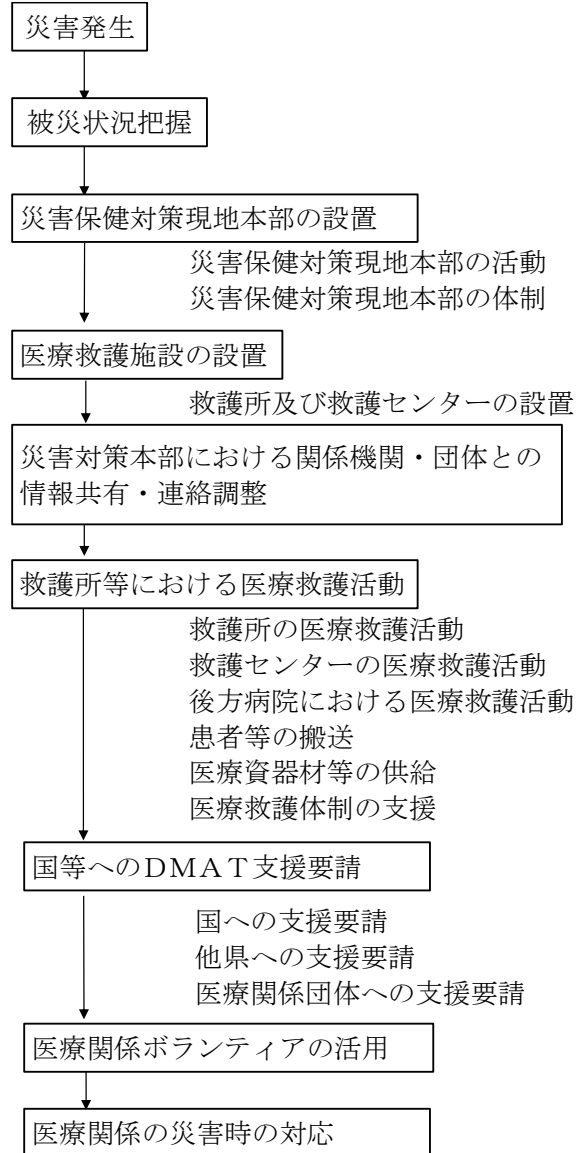 災害発生
被災状況把握
災害保健対策現地本部の設置
災害保健対策現地本部の活動
災害保健対策現地本部の体制
医療救護施設の設置
救護所及び救護センターの設置
災害対策本部における関係機関・団体との
情報共有・連絡調整
救護所等における医療救護活動
救護所の医療救護活動
救護センターの医療救護活動
後方病院における医療救護活動
患者等の搬送
医療資器材等の供給
医療救護体制の支援
国等へのＤＭＡＴ支援要請
国への支援要請
他県への支援要請
医療関係団体への支援要請
医療関係ボランティアの活用
医療関係の災害時の対応